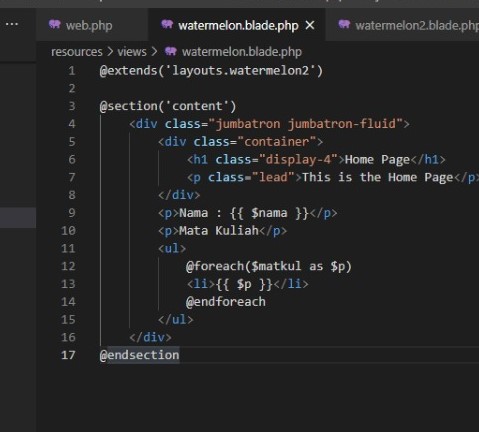 ... web.php watermelon.blade.php × watermelon2.blade.php
resources > views > watermelon.blade.php
1 @extends('layouts.watermelon2')
2
3 @section('content')
4 <div class="jumbatron jumbatron-fluid">
5 <div class="container">
6 <h1 class="display-4">Home Page</h1>
7 <p class="lead">This is the Home Page</p>
8 </div>
9 <p>Nama : {{ $nama }}</p>
10 <p>Mata Kuliah</p>
11 <ul>
12 @foreach($matkul as $p)
13 <li>{{ $p }}</li>
14 @endforeach
15 </ul>
16 </div>
17 @endsection